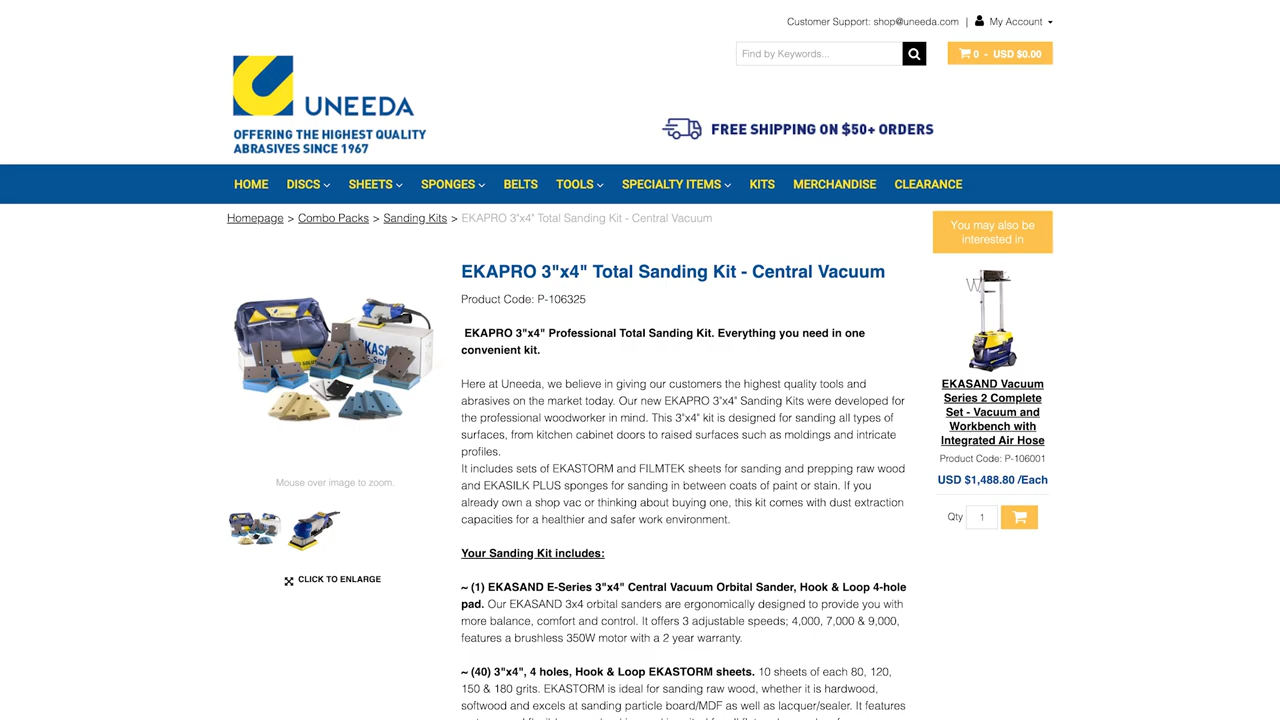 Customer Support: shop@uneeda.com | My Account
Find by Keywords...
0 - USD $0.00
UNEEDA
OFFERING THE HIGHEST QUALITY
ABRASIVES SINCE 1967
FREE SHIPPING ON $50+ ORDERS
HOME DISCS SHEETS SPONGES BELTS TOOLS SPECIALTY ITEMS KITS MERCHANDISE CLEARANCE
Homepage > Combo Packs > Sanding Kits > EKAPRO 3"x4" Total Sanding Kit - Central Vacuum
Mouse over image to zoom.
CLICK TO ENLARGE
EKAPRO 3"x4" Total Sanding Kit - Central Vacuum
Product Code: P-106325
EKAPRO 3"x4" Professional Total Sanding Kit. Everything you need in one
convenient kit.
Here at Uneeda, we believe in giving our customers the highest quality tools and
abrasives on the market today. Our new EKAPRO 3"x4" Sanding Kits were developed for
the professional woodworker in mind. This 3"x4" kit is designed for sanding all types of
surfaces, from kitchen cabinet doors to raised surfaces such as moldings and intricate
profiles.
It includes sets of EKASTORM and FILMTEK sheets for sanding and prepping raw wood
and EKASILK PLUS sponges for sanding in between coats of paint or stain. If you
already own a shop vac or thinking about buying one, this kit comes with dust extraction
capacities for a healthier and safer work environment.
Your Sanding Kit includes:
~ (1) EKASAND E-Series 3"x4" Central Vacuum Orbital Sander, Hook & Loop 4-hole
pad. Our EKASAND 3x4 orbital sanders are ergonomically designed to provide you with
more balance, comfort and control. It offers 3 adjustable speeds; 4,000, 7,000 & 9,000,
features a brushless 350W motor with a 2 year warranty.
~ (40) 3"x4", 4 holes, Hook & Loop EKASTORM sheets. 10 sheets of each 80, 120,
150 & 180 grits. EKASTORM is ideal for sanding raw wood, whether it is hardwood,
softwood and excels at sanding particle board/MDF as well as lacquer/sealer. It features
You may also be
interested in
EKASAND Vacuum
Series 2 Complete
Set - Vacuum and
Workbench with
Integrated Air Hose
Product Code: P-106001
USD $1,488.80 /Each
Qty 1